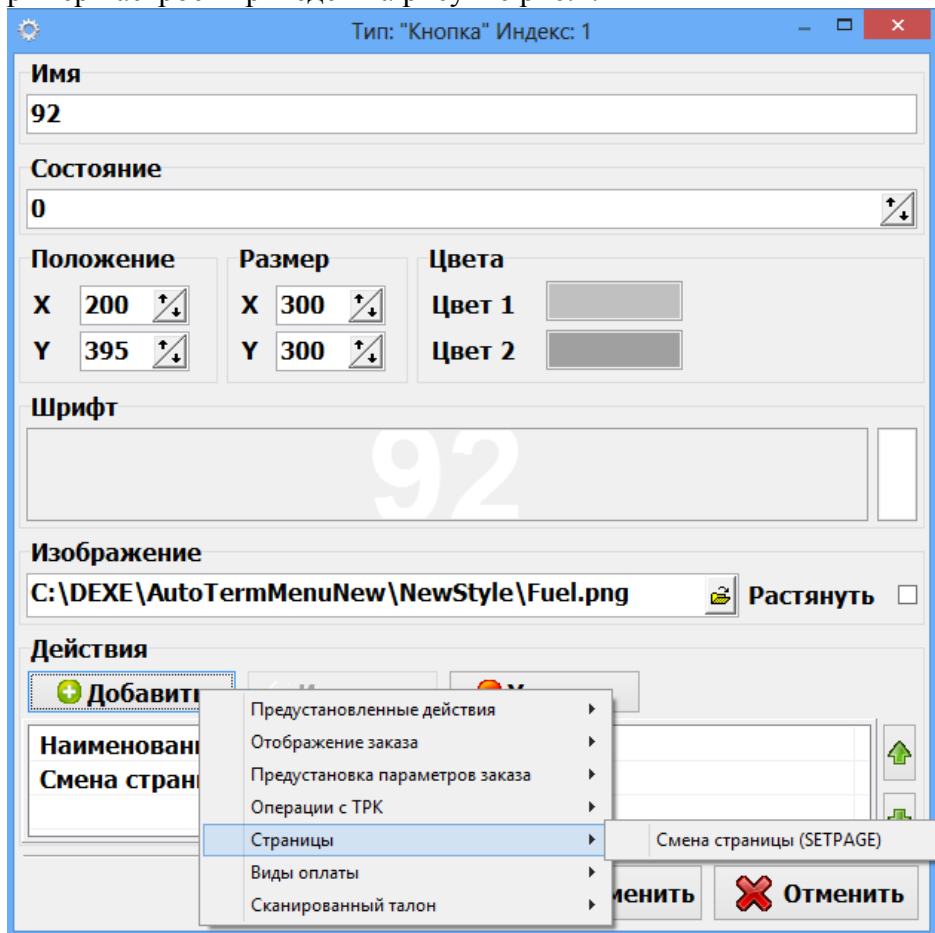 Тип: "Кнопка" Индекс: 1
Имя
92
Состояние
0
Положение Размер Цвета
X 200 X 300 Цвет 1
Y 395 Y 300 Цвет 2
Шрифт
92
Изображение
C:\DEXE\AutoTermMenuNew\NewStyle\Fuel.png Растянуть
Действия
Добавить
Предустановленные действия
Отображение заказа
Предустановка параметров заказа
Операции с ТРК
Страницы Смена страницы (SETPAGE)
Виды оплаты
Сканированный талон
Отменить